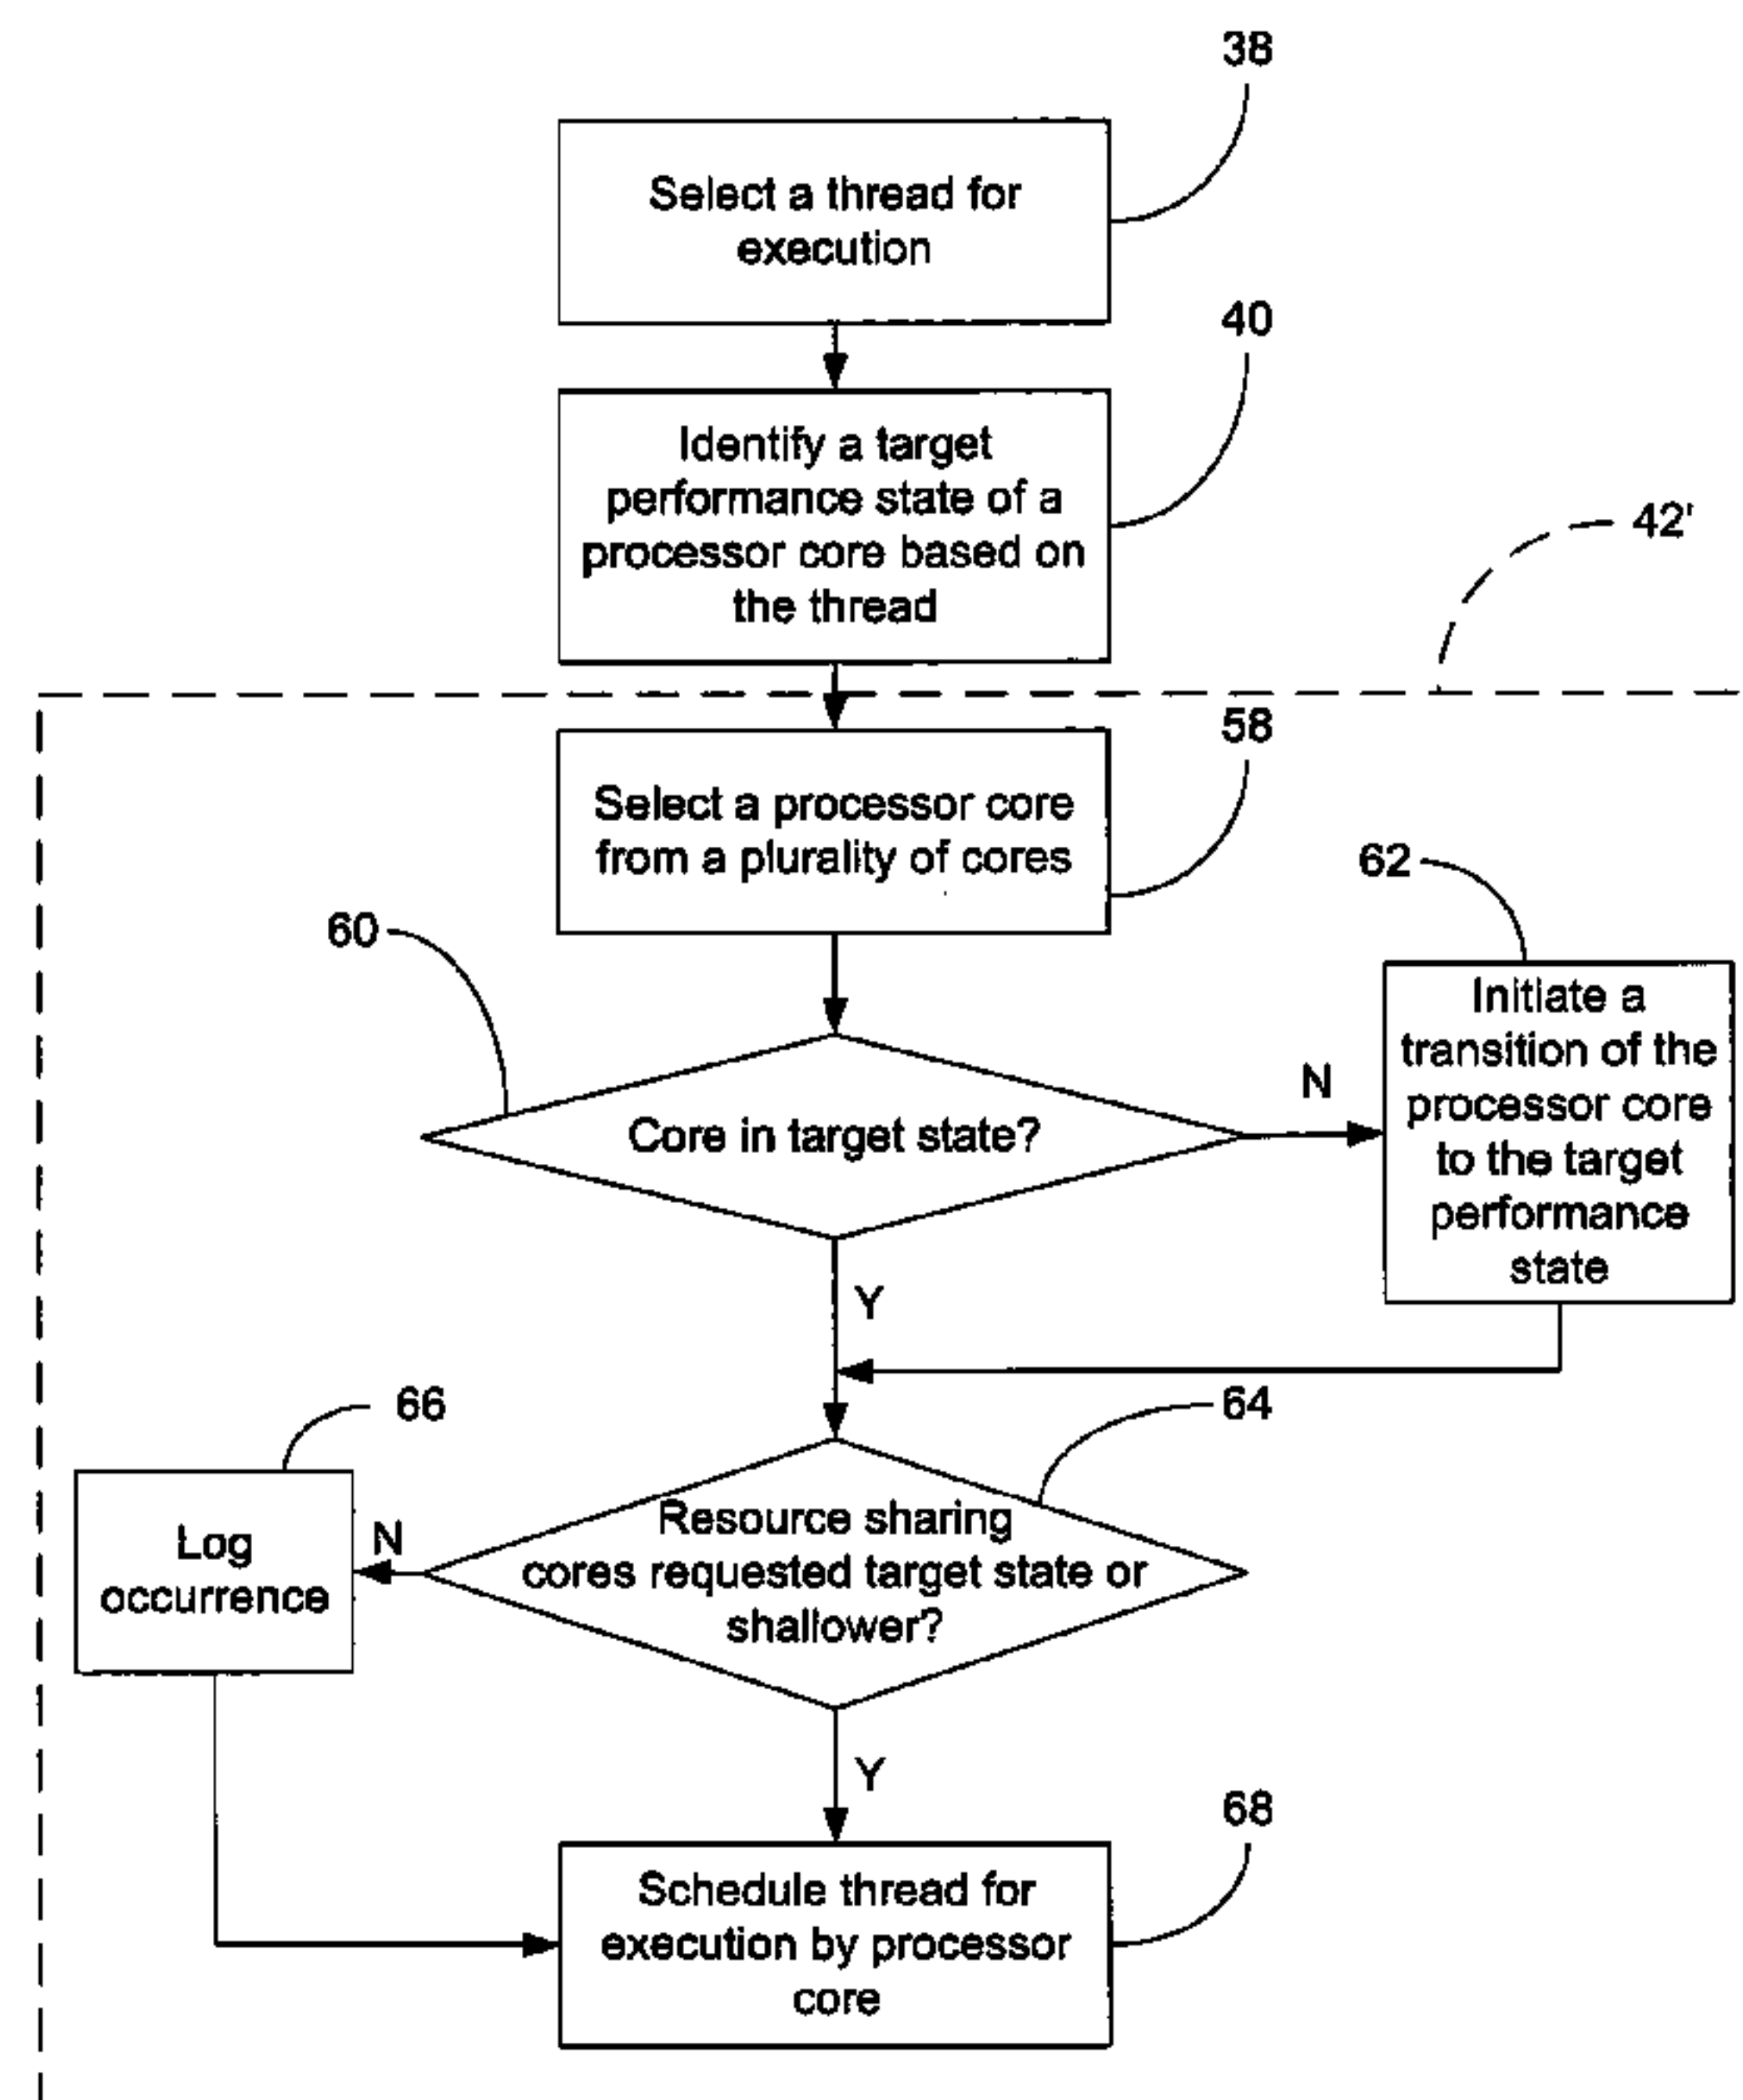 38
Select a thread for
execution
40
Identify a target
performance state of a
processor core based on
the thread
42'
58
Select a processor core
from a plurality of cores
60
62
Initiate a
transition of the
processor core
to the target
performance
state
N
Core in target state?
Y
66
64
Log
occurrence
N
Resource sharing
cores requested target state or
shallower?
Y
68
Schedule thread for
execution by processor
core